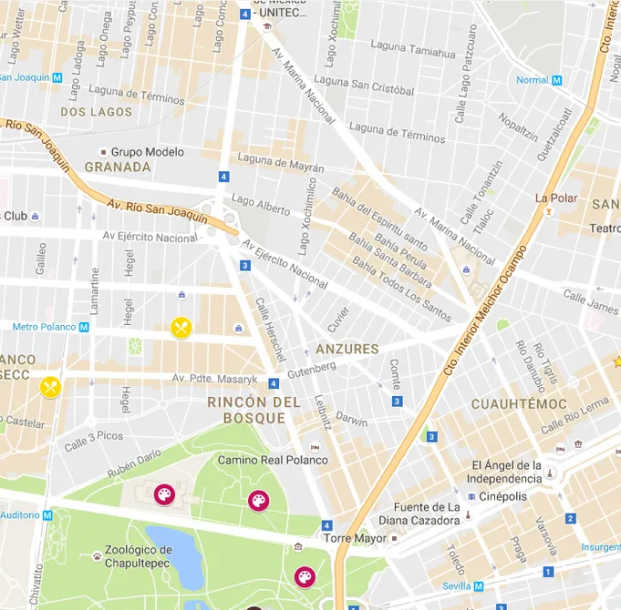 de México
- UNITEC...
4
Lago Wetter
Lago Ladoga
Lago Onega
Lago Peypus
Lago Con
Lago Como
Lago Xochimil
Laguna Tamiahua
Calle Lago Patzcuaro
Cto. Interior
Nogal
San Joaquín M
Av. Marina Nacional
Laguna San Cristóbal
Normal M
Laguna de Términos
DOS LAGOS
Laguna de Términos
Nopaltzin
Quetzalcoatl
. Río San Joaquín
Grupo Modelo
GRANADA
Laguna de Mayrán
4
Lago Xochimilco
Calle Tonantzin
Tlaloc
La Polar
SAN
Teatro
Lago Alberto
Bahía del Espíritu santo
Av. Río San Joaquín
s Club
Av. Marina Nacional
Av Ejército Nacional
Av Ejército Nacional
Bahía Perula
Bahía Santa Barbara
Bahía Todos Los Santos
Galileo
Lamartine
Hegel
3
Cto. Interior Melchor Ocampo
Calle James
Hegel
Calle Herschel
Cuvier
Metro Polanco M
ANZURES
Río Tigris
Río Danubio
ANCO
SECC
Av. Pdte. Masaryk
4
Gutenberg
Comte
3
Hegel
RINCÓN DEL
BOSQUE
Leibnitz
Darwin
CUAUHTÉMOC
Calle Río Lerma
Castelar
Calle 3 Picos
3
Rubén Darío
Camino Real Polanco
El Ángel de la
Independencia
Cinépolis
Auditorio M
Fuente de La
Diana Cazadora
4
2
Torre Mayor
Zoológico de
Chapultepec
Toledo
Praga
Varsovia
Insurgent
Chivatito
1
Sevilla M
1